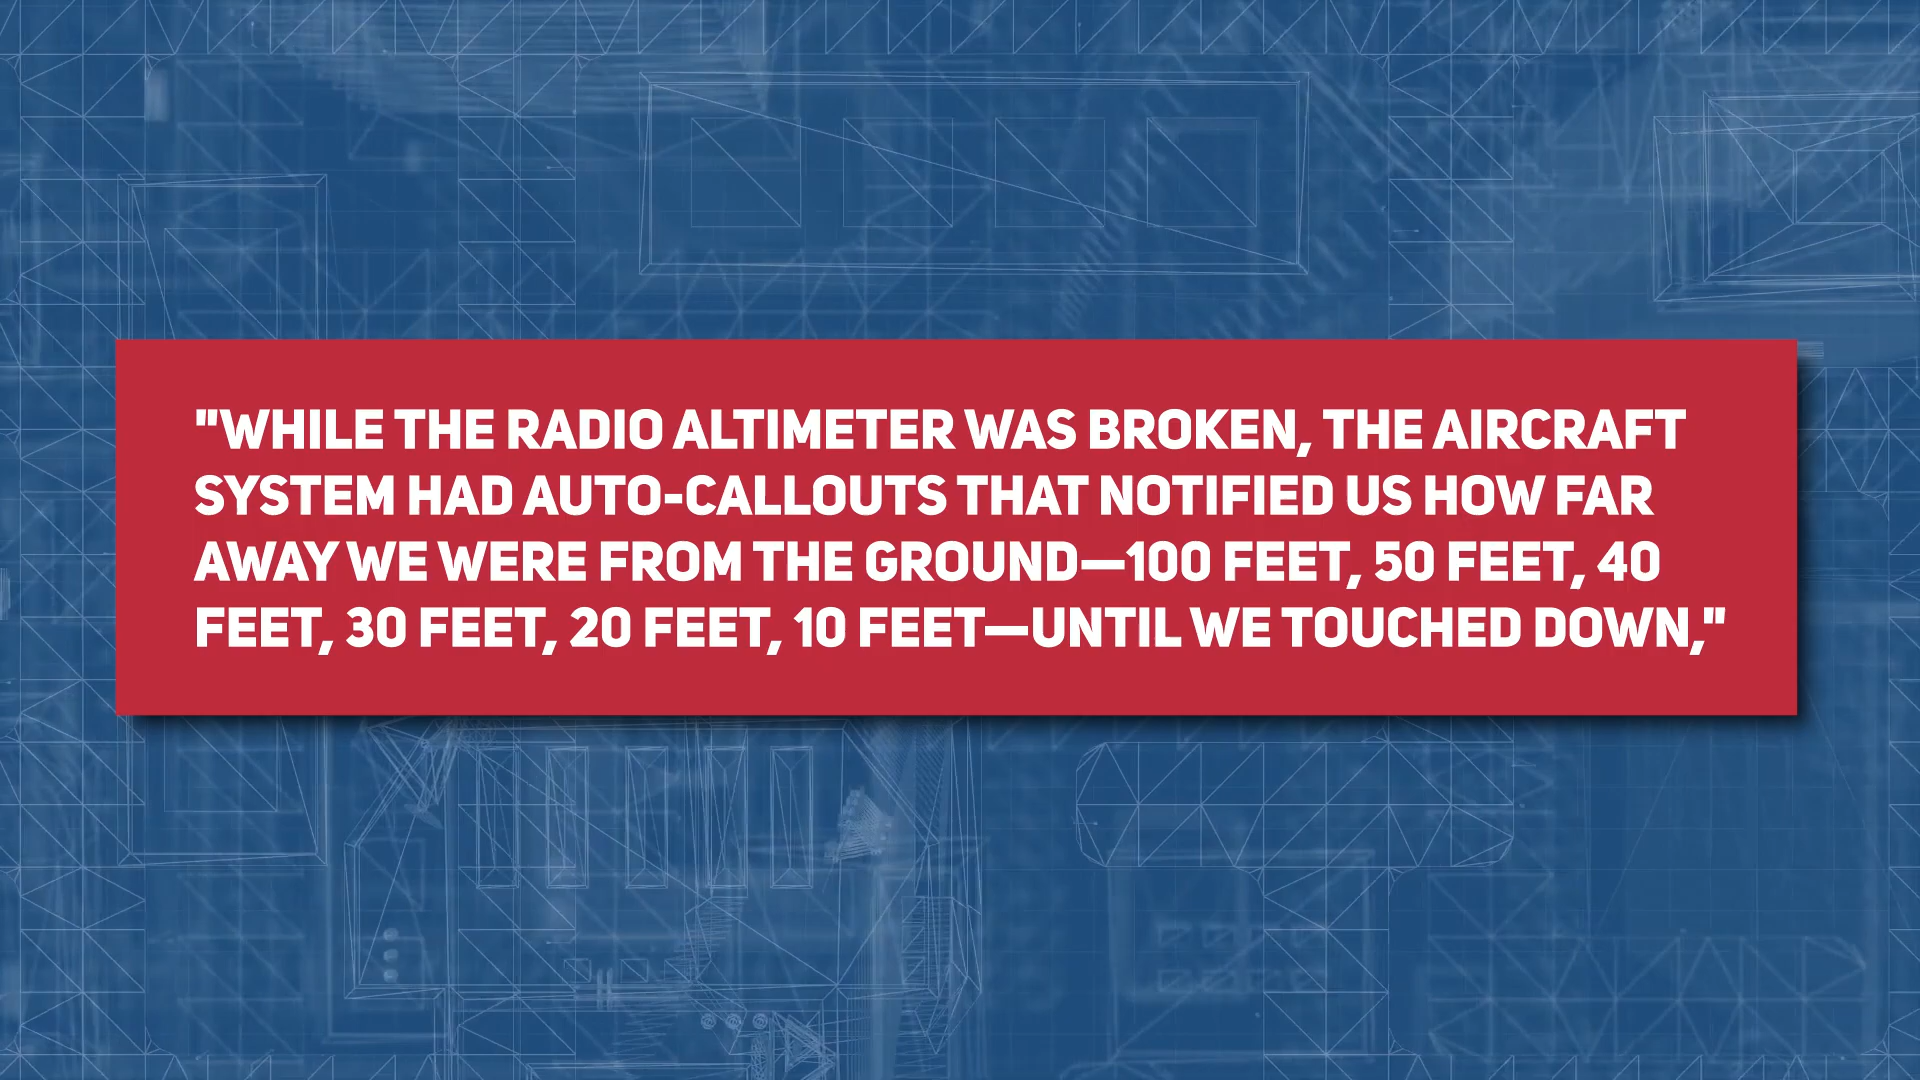 "WHILE THE RADIO ALTIMETER WAS BROKEN, THE AIRCRAFT
SYSTEM HAD AUTO-CALLOUTS THAT NOTIFIED US HOW FAR
AWAY WE WERE FROM THE GROUND—100 FEET, 50 FEET, 40
FEET, 30 FEET, 20 FEET, 10 FEET—UNTIL WE TOUCHED DOWN,"